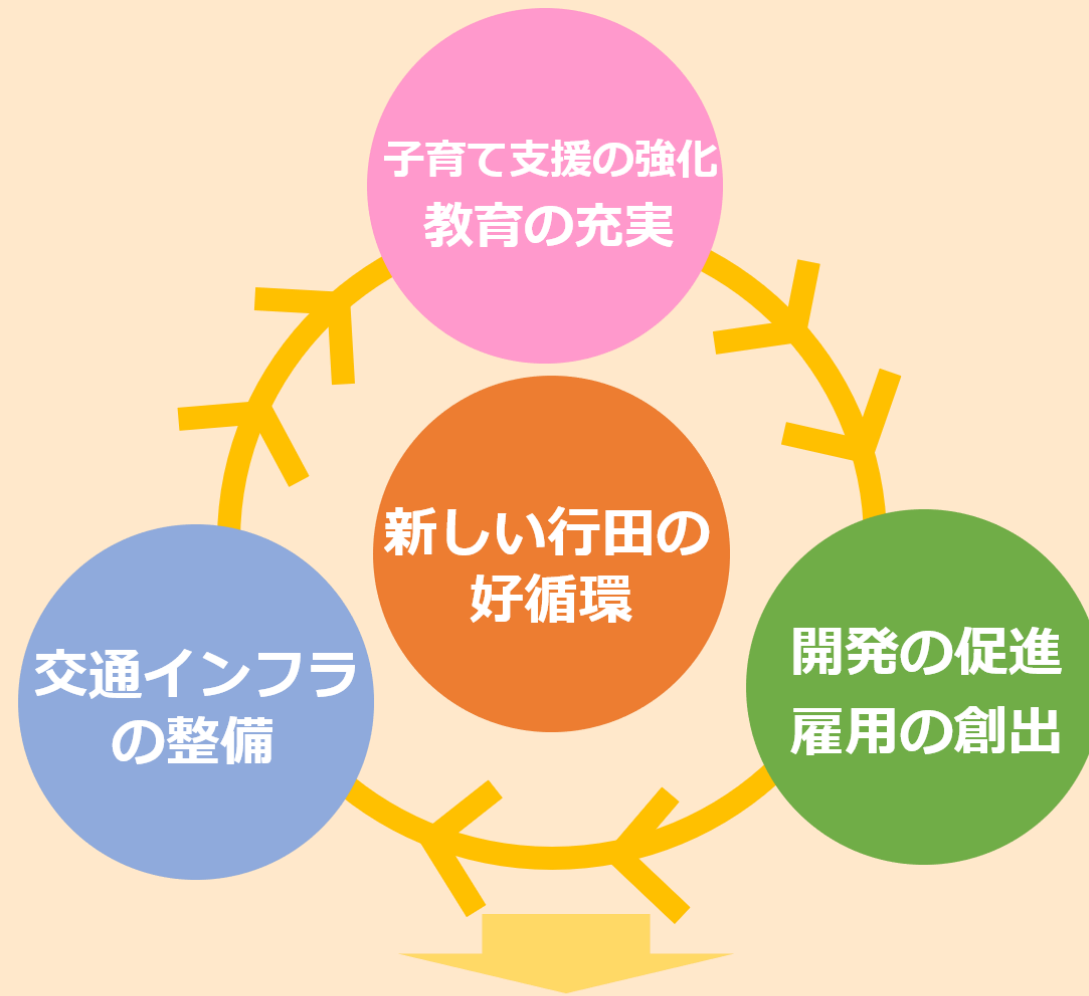 子育て支援の強化
教育の充実
新しい行田の
好循環
交通インフラ
の整備
開発の促進
雇用の創出